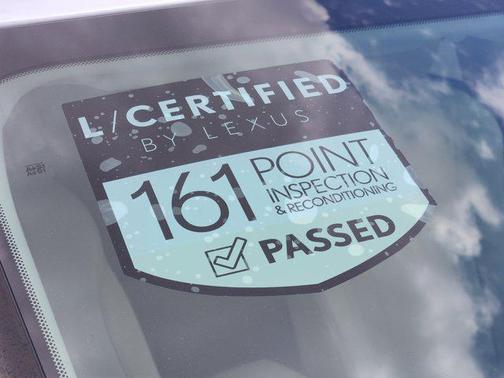 L/CERTIFIED
BY LEXUS
161 POINT
INSPECTION
& RECONDITIONING
PASSED